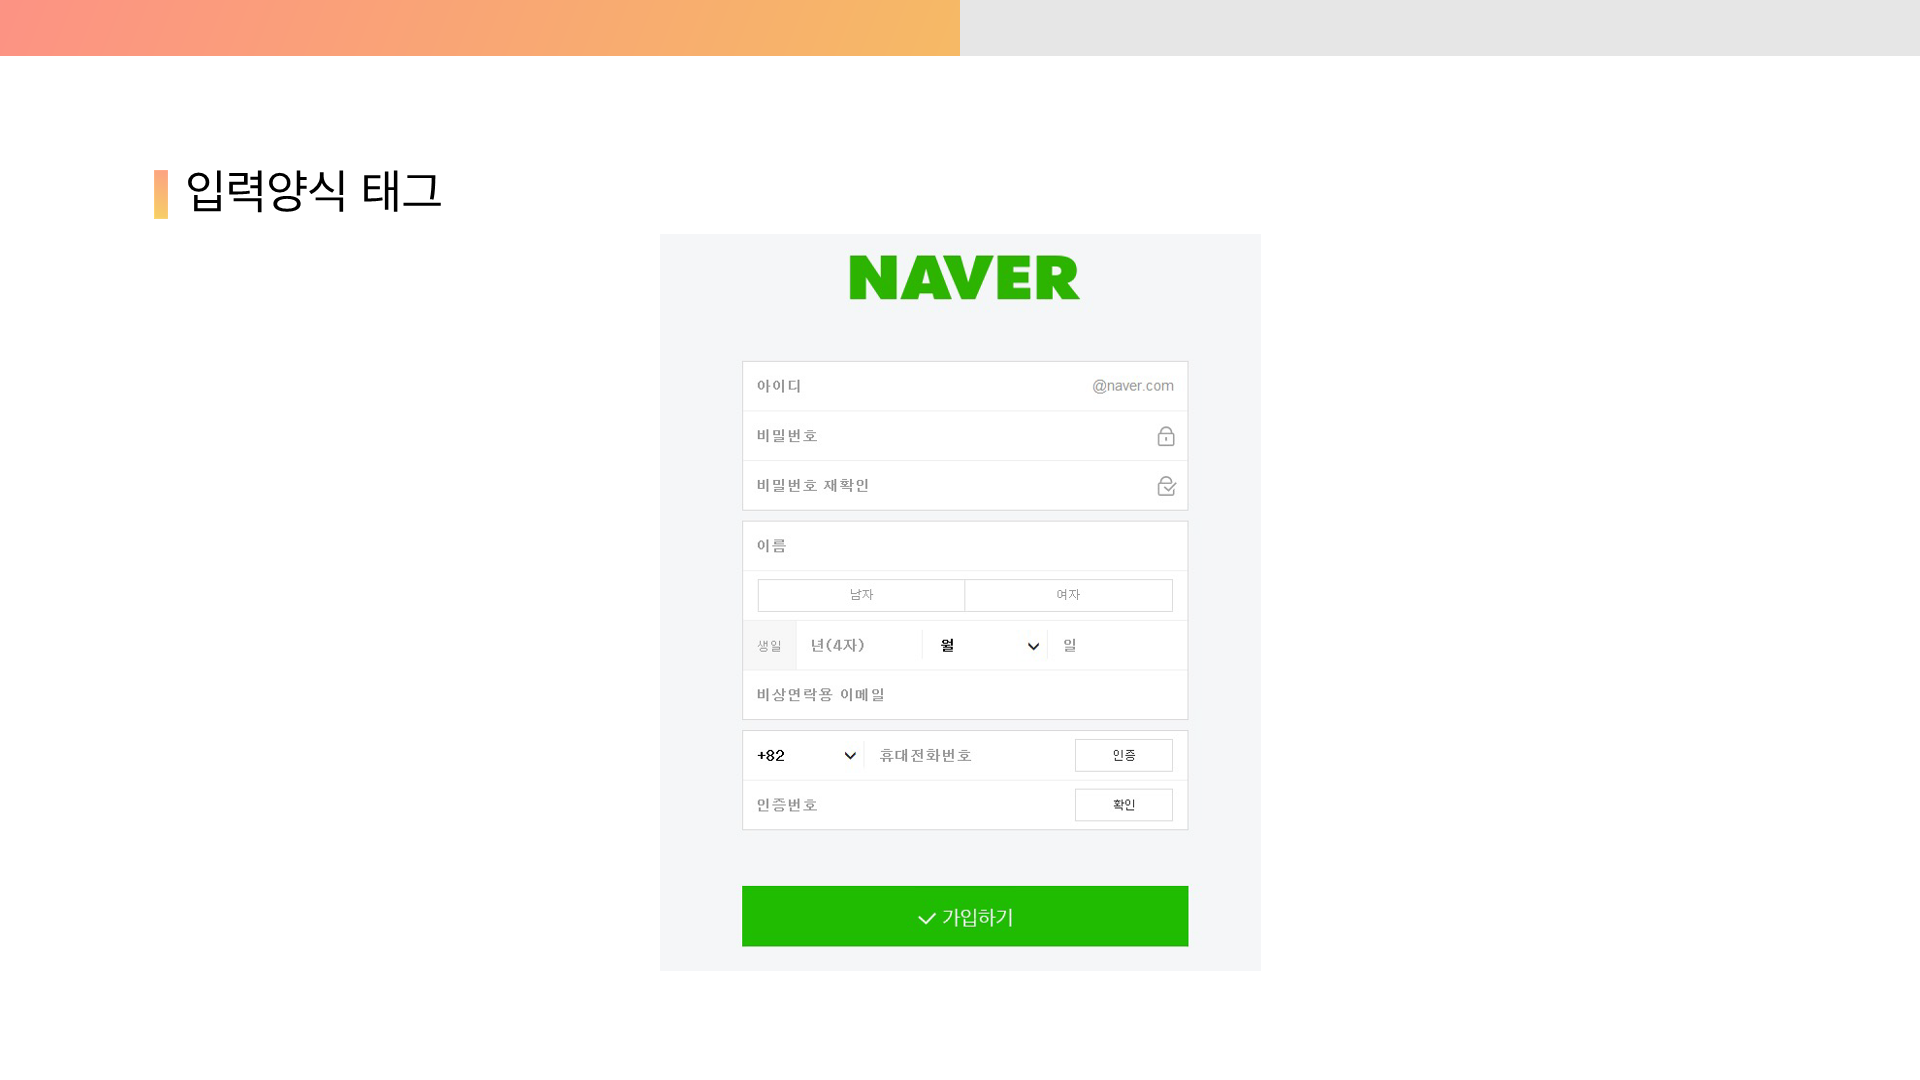 입력양식 태그
NAVER
아이디 @naver.com
비밀번호
비밀번호 재확인
이름
남자 여자
생일 년(4자) 월 일
비상연락용 이메일
+82 휴대전화번호 인증
인증번호 확인
가입하기